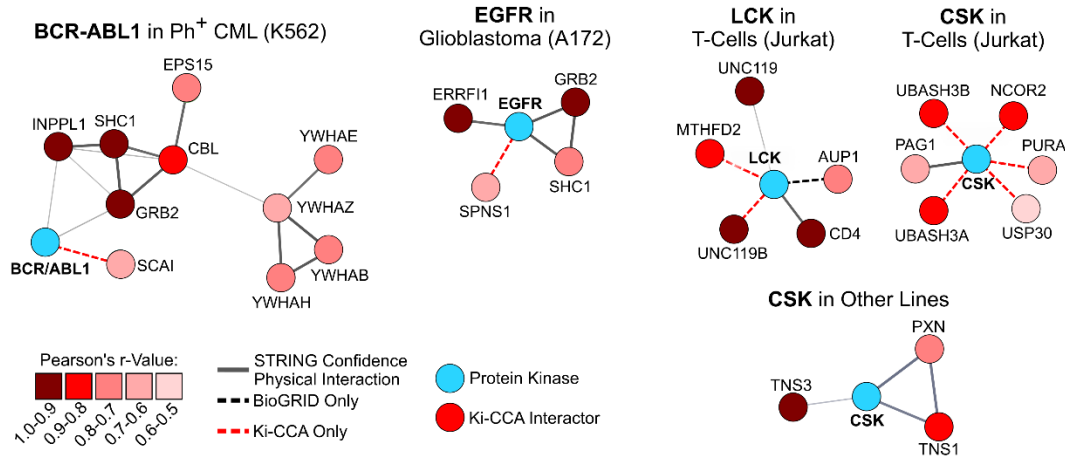 BCR-ABL1 in Ph+ CML (K562)
EPS15
INPPL1
SHC1
CBL
GRB2
YWHAE
YWHAZ
YWHAB
YWHAH
BCR/ABL1
SCAI
EGFR in
Glioblastoma (A172)
GRB2
ERRFI1
EGFR
SHC1
SPNS1
LCK in
T-Cells (Jurkat)
UNC119
MTHFD2
LCK
AUP1
CD4
UNC119B
CSK in
T-Cells (Jurkat)
UBASH3B
NCOR2
PAG1
PURA
CSK
UBASH3A
USP30
CSK in Other Lines
PXN
TNS3
CSK
TNS1
Pearson's r-Value:
1.0-0.9
0.9-0.8
0.8-0.7
0.7-0.6
0.6-0.5
STRING Confidence
Physical Interaction
BioGRID Only
Ki-CCA Only
Protein Kinase
Ki-CCA Interactor